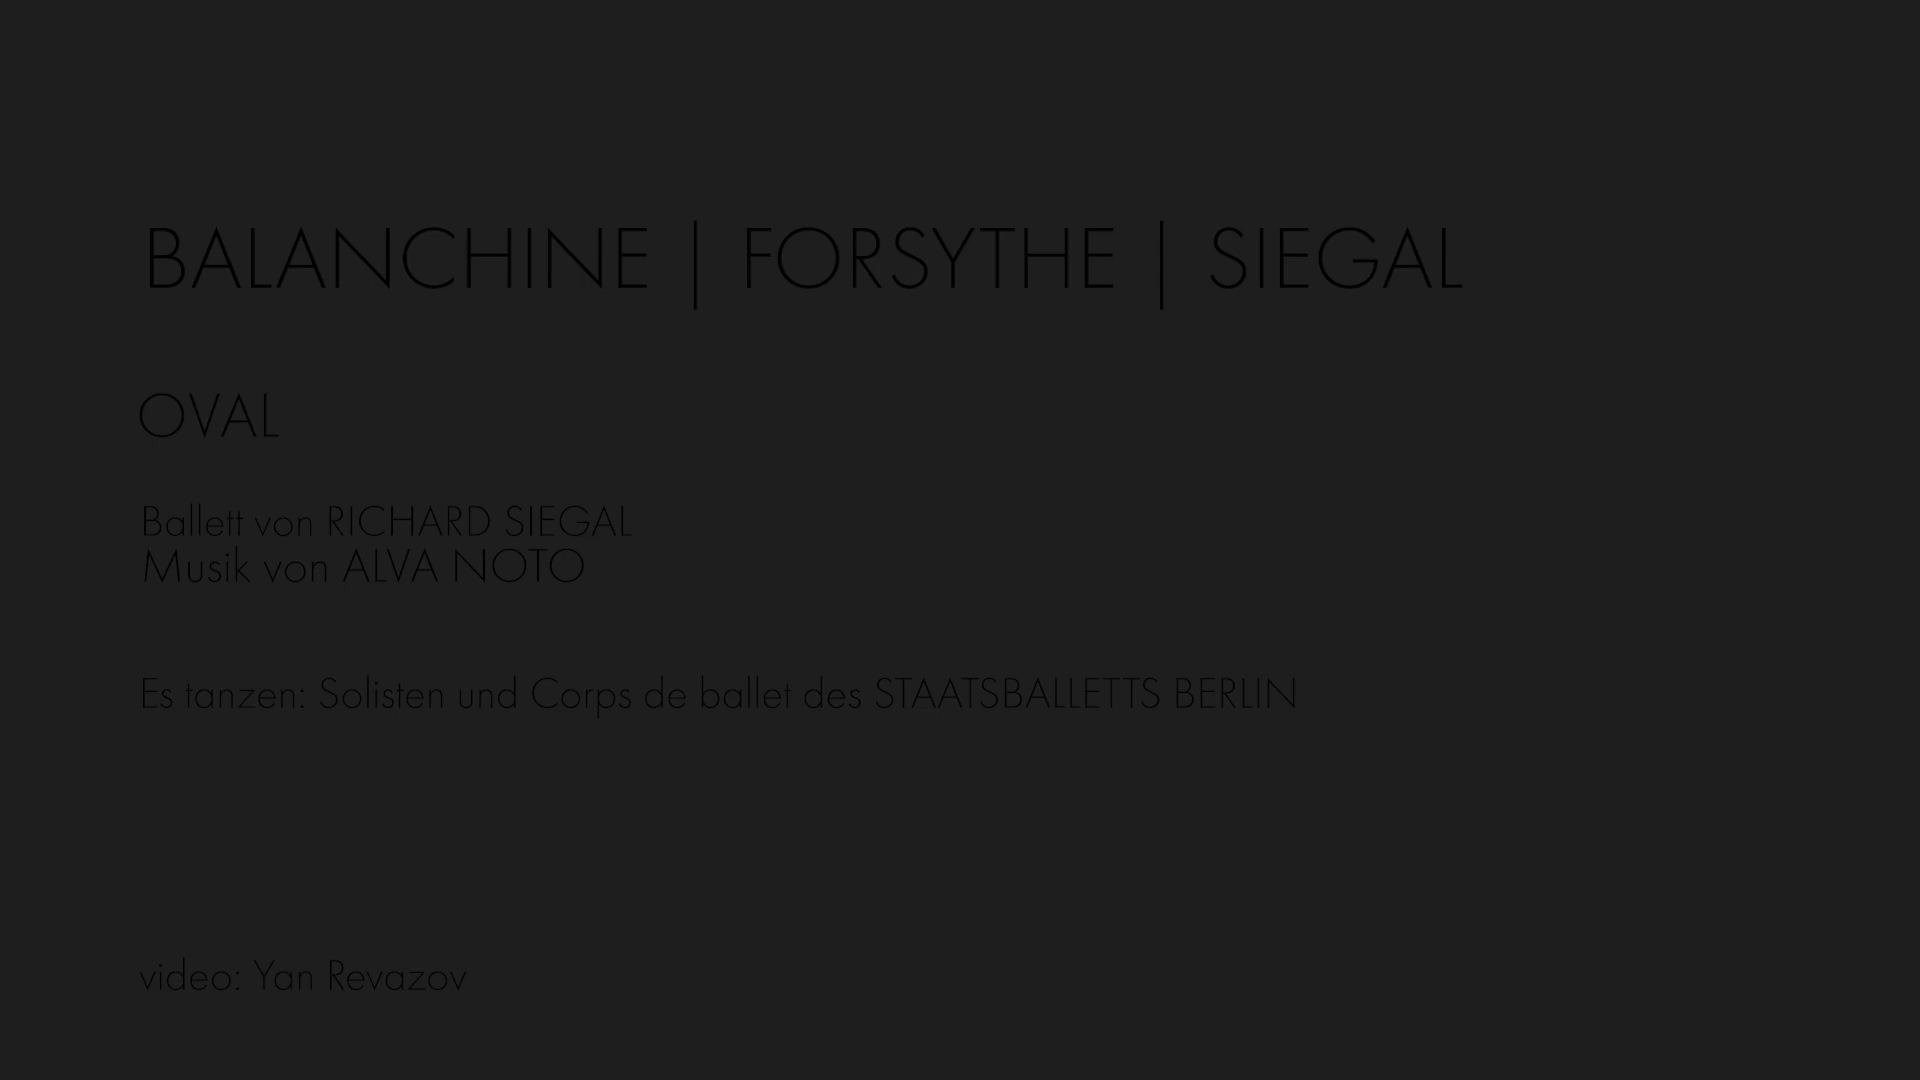 BALANCHINE | FORSYTHE | SIEGAL
OVAL
Ballett von RICHARD SIEGAL
Musik von ALVA NOTO
Es tanzen: Solisten und Corps de ballet des STAATSBALLETTS BERLIN
video: Yan Revazov